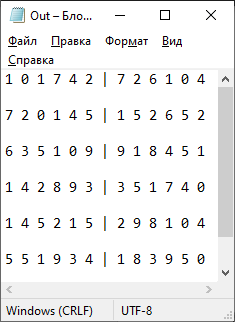 Out – Бло...
Файл Правка Формат Вид
Справка
1 0 1 7 4 2 | 7 2 6 1 0 4
7 2 0 1 4 5 | 1 5 2 6 5 2
6 3 5 1 0 9 | 9 1 8 4 5 1
1 4 2 8 9 3 | 3 5 1 7 4 0
1 4 5 2 1 5 | 2 9 8 1 0 4
5 5 1 9 3 4 | 1 8 3 9 5 0
Windows (CRLF) UTF-8